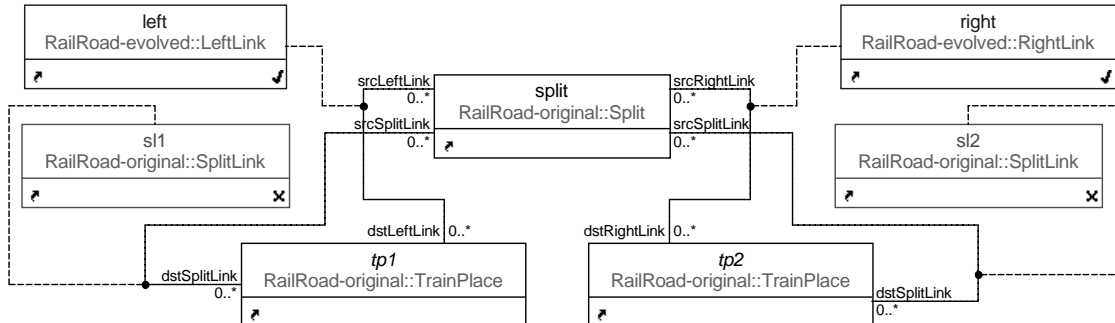 left
RailRoad-evolved::LeftLink
right
RailRoad-evolved::RightLink
srcLeftLink
0..*
split
RailRoad-original::Split
srcRightLink
0..*
srcSplitLink
0..*
srcSplitLink
0..*
sl1
RailRoad-original::SplitLink
sl2
RailRoad-original::SplitLink
dstLeftLink
0..*
dstRightLink
0..*
dstSplitLink
0..*
tp1
RailRoad-original::TrainPlace
tp2
RailRoad-original::TrainPlace
dstSplitLink
0..*